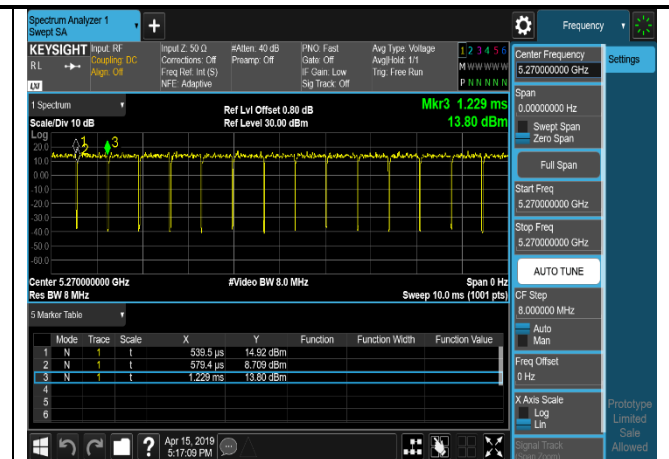 Spectrum Analyzer 1
Swept SA
+
Frequency
KEYSIGHT
Input: RF
Coupling: DC
Align: Off
Input Z: 50 Ω
Corrections: Off
Freq Ref: Int (S)
NFE: Adaptive
#Atten: 40 dB
Preamp: Off
PNO: Fast
Gate: Off
IF Gain: Low
Sig Track: Off
Avg Type: Voltage
Avg|Hold: 1/1
Trig: Free Run
1 2 3 4 5 6
M W W W W W
P N N N N N
RL
LXI
1 Spectrum
Scale/Div 10 dB
Ref Lvl Offset 0.80 dB
Ref Level 30.00 dBm
Mkr3 1.229 ms
13.80 dBm
Log
20.0
10.0
0.00
-10.0
-20.0
-30.0
-40.0
-50.0
-60.0
1
2
3
Center 5.270000000 GHz
Res BW 8 MHz
#Video BW 8.0 MHz
Span 0 Hz
Sweep 10.0 ms (1001 pts)
5 Marker Table
Mode Trace Scale X Y Function Function Width Function Value
1 N 1 t 539.5 µs 14.92 dBm
2 N 1 t 579.4 µs 8.709 dBm
3 N 1 t 1.229 ms 13.80 dBm
4
5
6
?
Apr 15, 2019
5:17:09 PM
Center Frequency
5.270000000 GHz
Settings
Span
0.00000000 Hz
Swept Span
Zero Span
Full Span
Start Freq
5.270000000 GHz
Stop Freq
5.270000000 GHz
AUTO TUNE
CF Step
8.000000 MHz
Auto
Man
Freq Offset
0 Hz
X Axis Scale
Log
Lin
Signal Track
(Span Zoom)
Prototype
Limited
Sale
Allowed